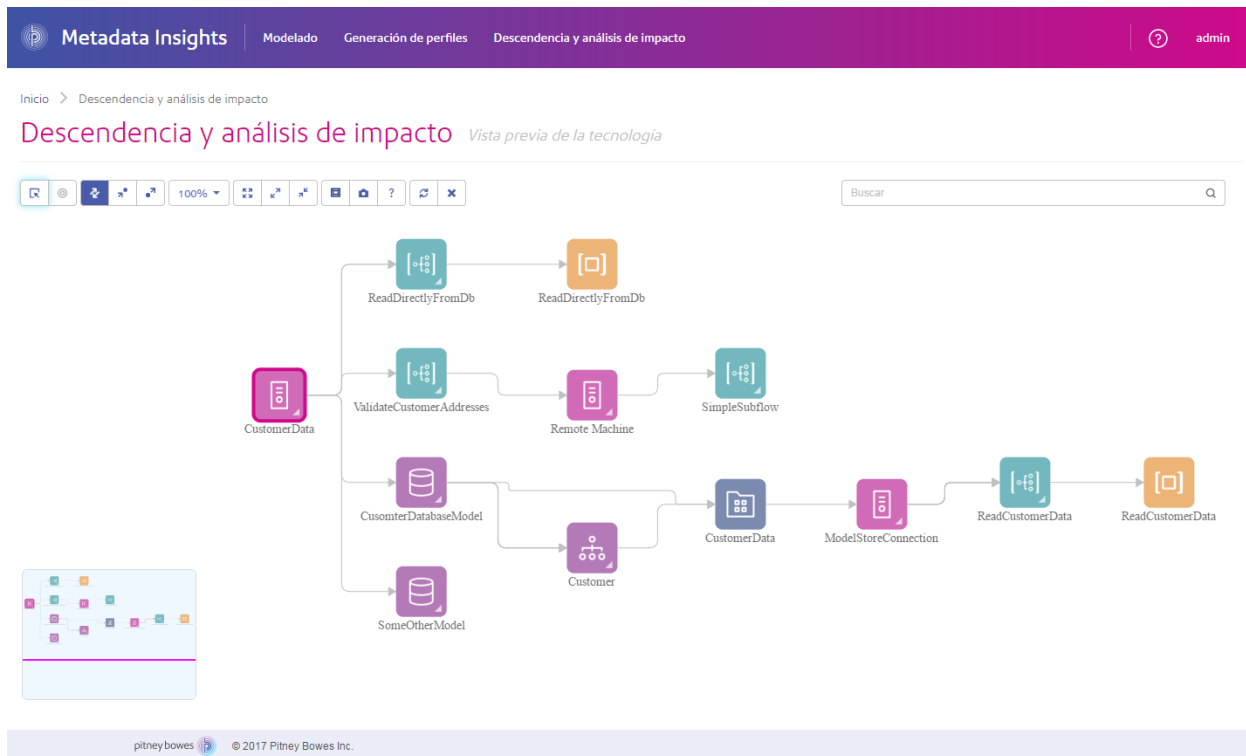 Metadata Insights Modelado Generación de perfiles Descendencia y análisis de impacto ? admin
Inicio > Descendencia y análisis de impacto
Descendencia y análisis de impacto Vista previa de la tecnología
100% ? Buscar
ReadDirectlyFromDb ReadDirectlyFromDb
ValidateCustomerAddresses SimpleSubflow
CustomerData Remote Machine
CusomterDatabaseModel ReadCustomerData ReadCustomerData
CustomerData ModelStoreConnection
Customer
SomeOtherModel
pitney bowes © 2017 Pitney Bowes Inc.